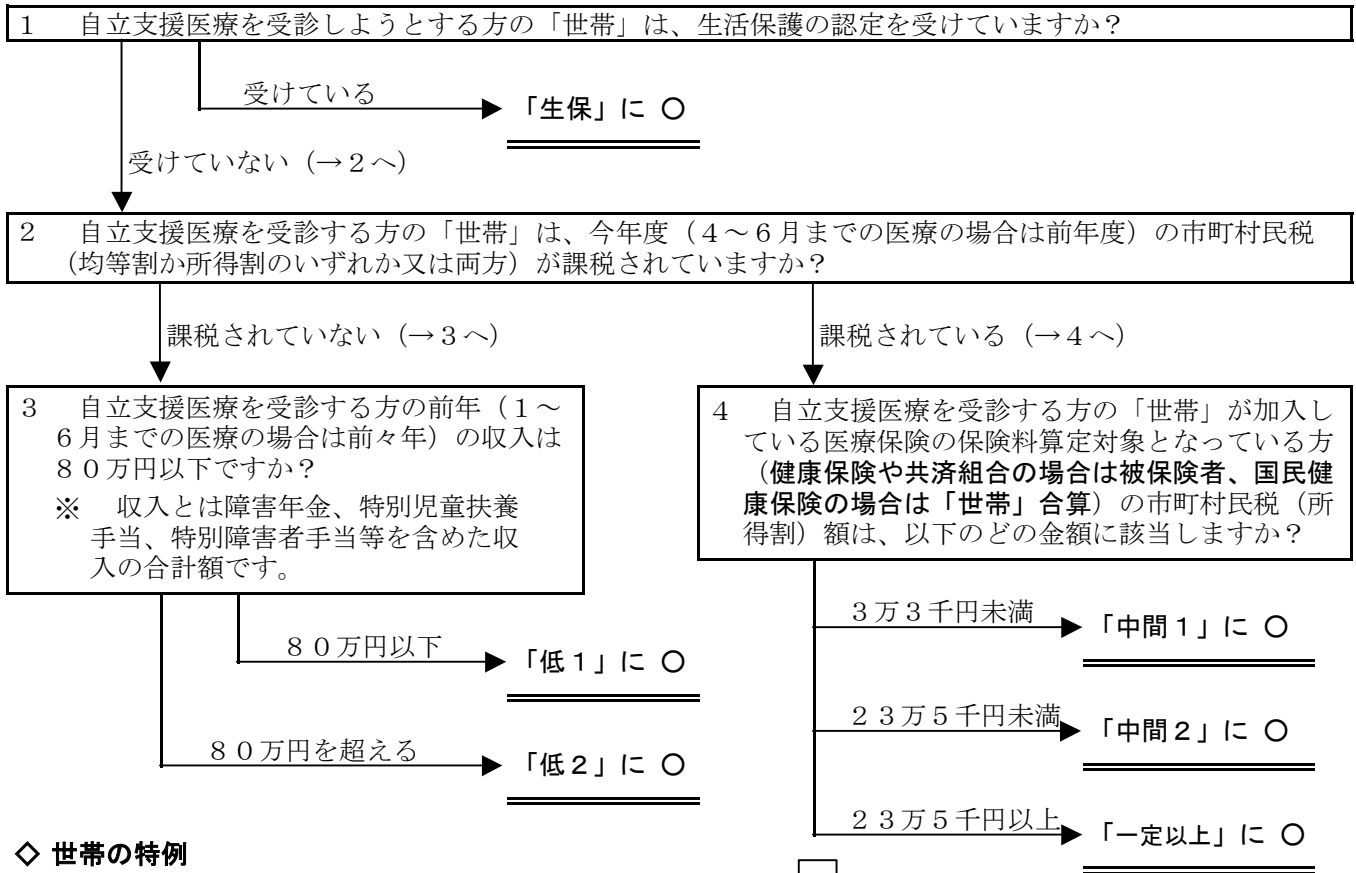 1　自立支援医療を受診しようとする方の「世帯」は、生活保護の認定を受けていますか？
受けている
「生保」に ○
受けていない（→２へ）
2　自立支援医療を受診する方の「世帯」は、今年度（４～６月までの医療の場合は前年度）の市町村民税
（均等割か所得割のいずれか又は両方）が課税されていますか？
課税されていない（→３へ）
課税されている（→４へ）
3　自立支援医療を受診する方の前年（１～
６月までの医療の場合は前々年）の収入は
８０万円以下ですか？
※　収入とは障害年金、特別児童扶養
手当、特別障害者手当等を含めた収
入の合計額です。
８０万円以下
「低１」に ○
８０万円を超える
「低２」に ○
4　自立支援医療を受診する方の「世帯」が加入し
ている医療保険の保険料算定対象となっている方
（健康保険や共済組合の場合は被保険者、国民健
康保険の場合は「世帯」合算）の市町村民税（所
得割）額は、以下のどの金額に該当しますか？
３万３千円未満
「中間１」に ○
２３万５千円未満
「中間２」に ○
２３万５千円以上
「一定以上」に ○
◇ 世帯の特例